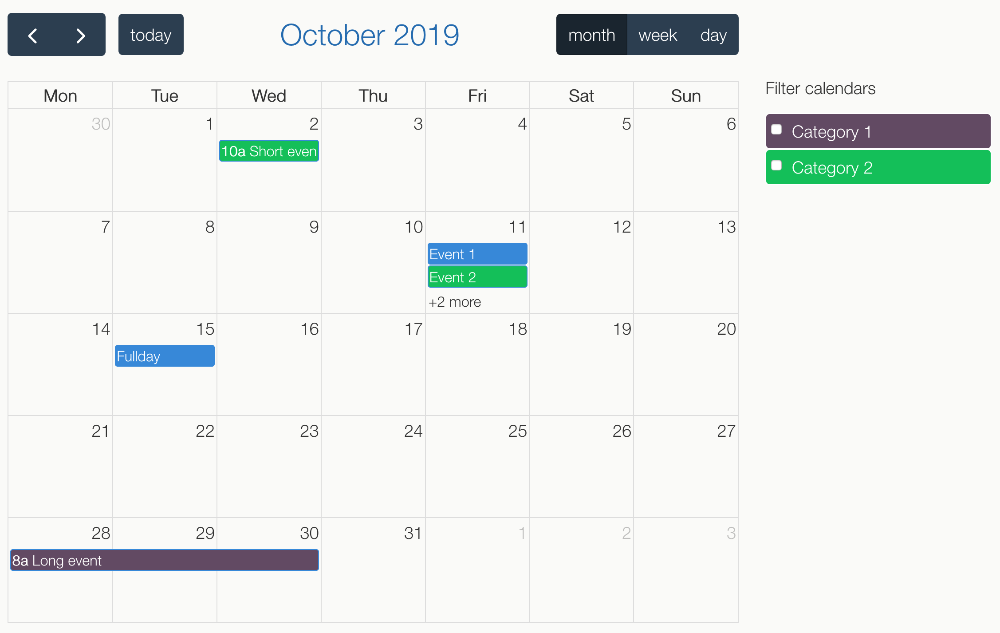 today October 2019 month week day
Filter calendars
Mon Tue Wed Thu Fri Sat Sun
Category 1
Category 2
30 1 2 3 4 5 6
10a Short even
7 8 9 10 11 12 13
Event 1
Event 2
+2 more
14 15 16 17 18 19 20
Fullday
21 22 23 24 25 26 27
28 29 30 31 1 2 3
8a Long event